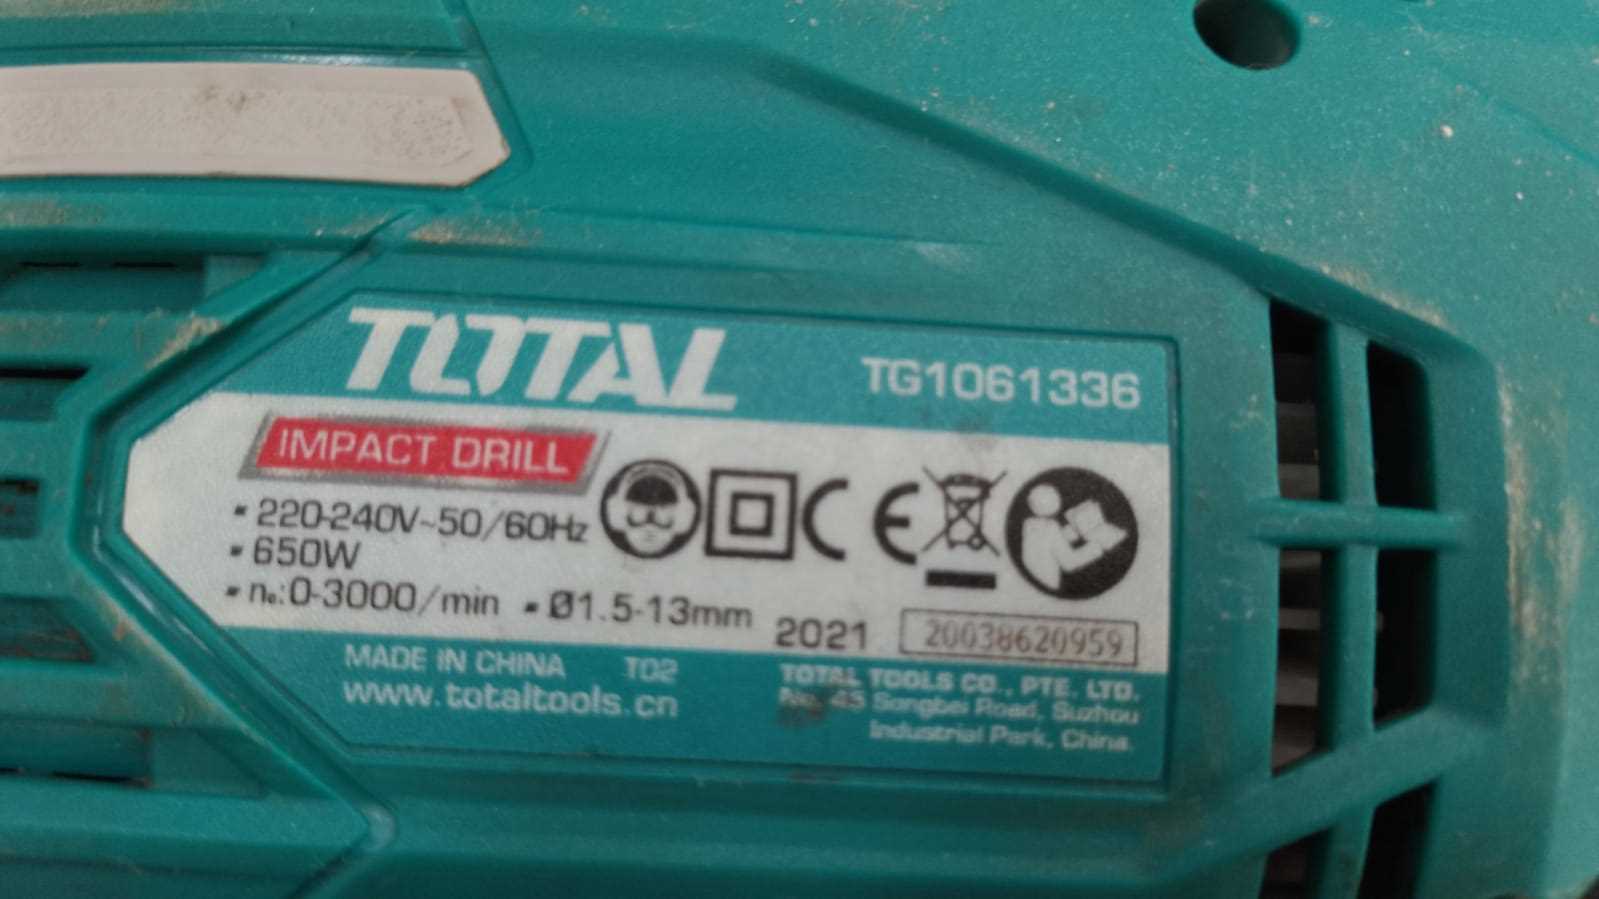 TOTAL TG1061336
IMPACT DRILL
▪ 220-240V~50/60Hz
▪ 650W
▪ n₀:0-3000/min ▪ Ø1.5-13mm
2021 20038620959
MADE IN CHINA T02
www.totaltools.cn
TOTAL TOOLS CO., PTE. LTD.
No. 45 Songbei Road, Suzhou
Industrial Park, China.